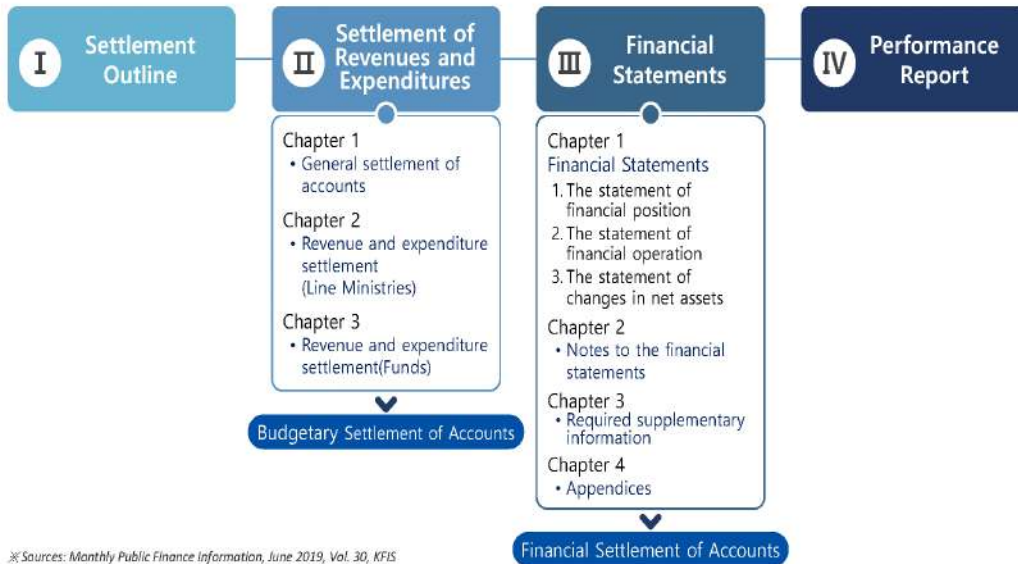 I
Settlement
Outline
II
Settlement of
Revenues and
Expenditures
III
Financial
Statements
IV
Performance
Report
Chapter 1
• General settlement of
accounts
Chapter 2
• Revenue and expenditure
settlement
(Line Ministries)
Chapter 3
• Revenue and expenditure
settlement(Funds)
Budgetary Settlement of Accounts
Chapter 1
Financial Statements
1. The statement of
financial position
2. The statement of
financial operation
3. The statement of
changes in net assets
Chapter 2
• Notes to the financial
statements
Chapter 3
• Required supplementary
information
Chapter 4
• Appendices
Financial Settlement of Accounts
※ Sources: Monthly Public Finance Information, June 2019, Vol. 30, KFIS